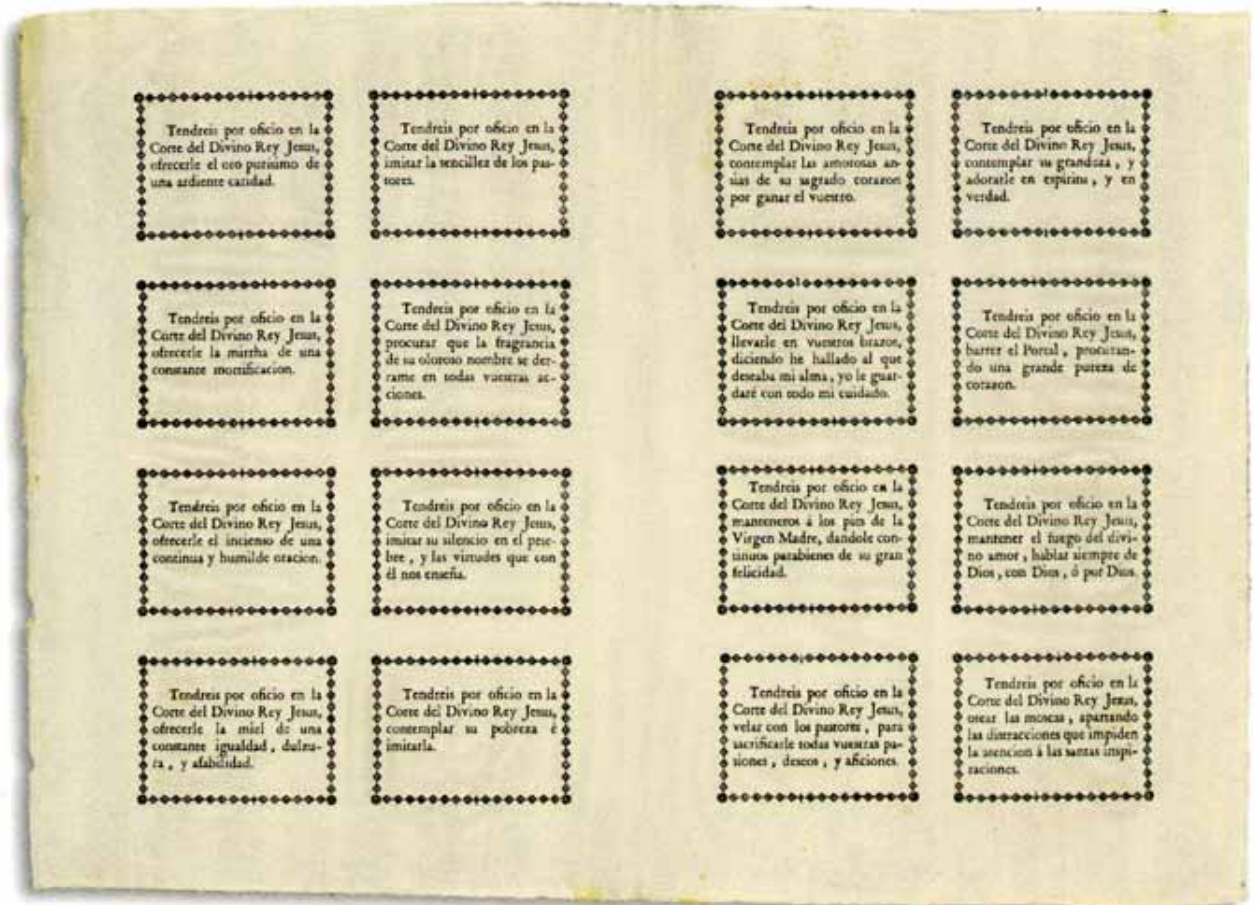 Tendreis por oficio en la
Corte del Divino Rey Jesus,
ofrecerle el oro purisimo de
una ardiente caridad.
Tendreis por oficio en la
Corte del Divino Rey Jesus,
imitar la sencillez de los pas-
tores.
Tendreis por oficio en la
Corte del Divino Rey Jesus,
ofrecerle la mirrha de una
constante mortificacion.
Tendreis por oficio en la
Corte del Divino Rey Jesus,
procurar que la fragrancia
de su oloroso nombre se der-
rame en todas vuestras ac-
ciones.
Tendreis por oficio en la
Corte del Divino Rey Jesus,
ofrecerle el incienso de una
continua y humilde oracion.
Tendreis por oficio en la
Corte del Divino Rey Jesus,
imitar su silencio en el pese-
bre , y las virtudes que con
él nos enseña.
Tendreis por oficio en la
Corte del Divino Rey Jesus,
ofrecerle la miel de una
constante igualdad , dulzu-
ra , y afabilidad.
Tendreis por oficio en la
Corte del Divino Rey Jesus,
contemplar su pobreza é
imitarla.
Tendreis por oficio en la
Corte del Divino Rey Jesus,
contemplar las amorosas an-
sias de su sagrado corazon
por ganar el vuestro.
Tendreis por oficio en la
Corte del Divino Rey Jesus,
contemplar su grandeza , y
adorarle en espiritu , y en
verdad.
Tendreis por oficio en la
Corte del Divino Rey Jesus,
llevarle en vuestros brazos,
diciendo he hallado al que
deseaba mi alma , yo le guar-
daré con todo mi cuidado.
Tendreis por oficio en la
Corte del Divino Rey Jesus,
barrer el Portal , procuran-
do una grande pureza de
corazon.
Tendreis por oficio en la
Corte del Divino Rey Jesus,
manteneros á los pies de la
Virgen Madre, dandole con-
tinuos parabienes de su gran
felicidad.
Tendreis por oficio en la
Corte del Divino Rey Jesus,
mantener el fuego del divi-
no amor , hablar siempre de
Dios , con Dios , ó por Dios.
Tendreis por oficio en la
Corte del Divino Rey Jesus,
velar con los pastores , para
sacrificarle todas vuestras pa-
siones , deseos , y aficiones.
Tendreis por oficio en la
Corte del Divino Rey Jesus,
osear las moscas , apartando
las distracciones que impiden
la atencion á las santas inspi-
raciones.